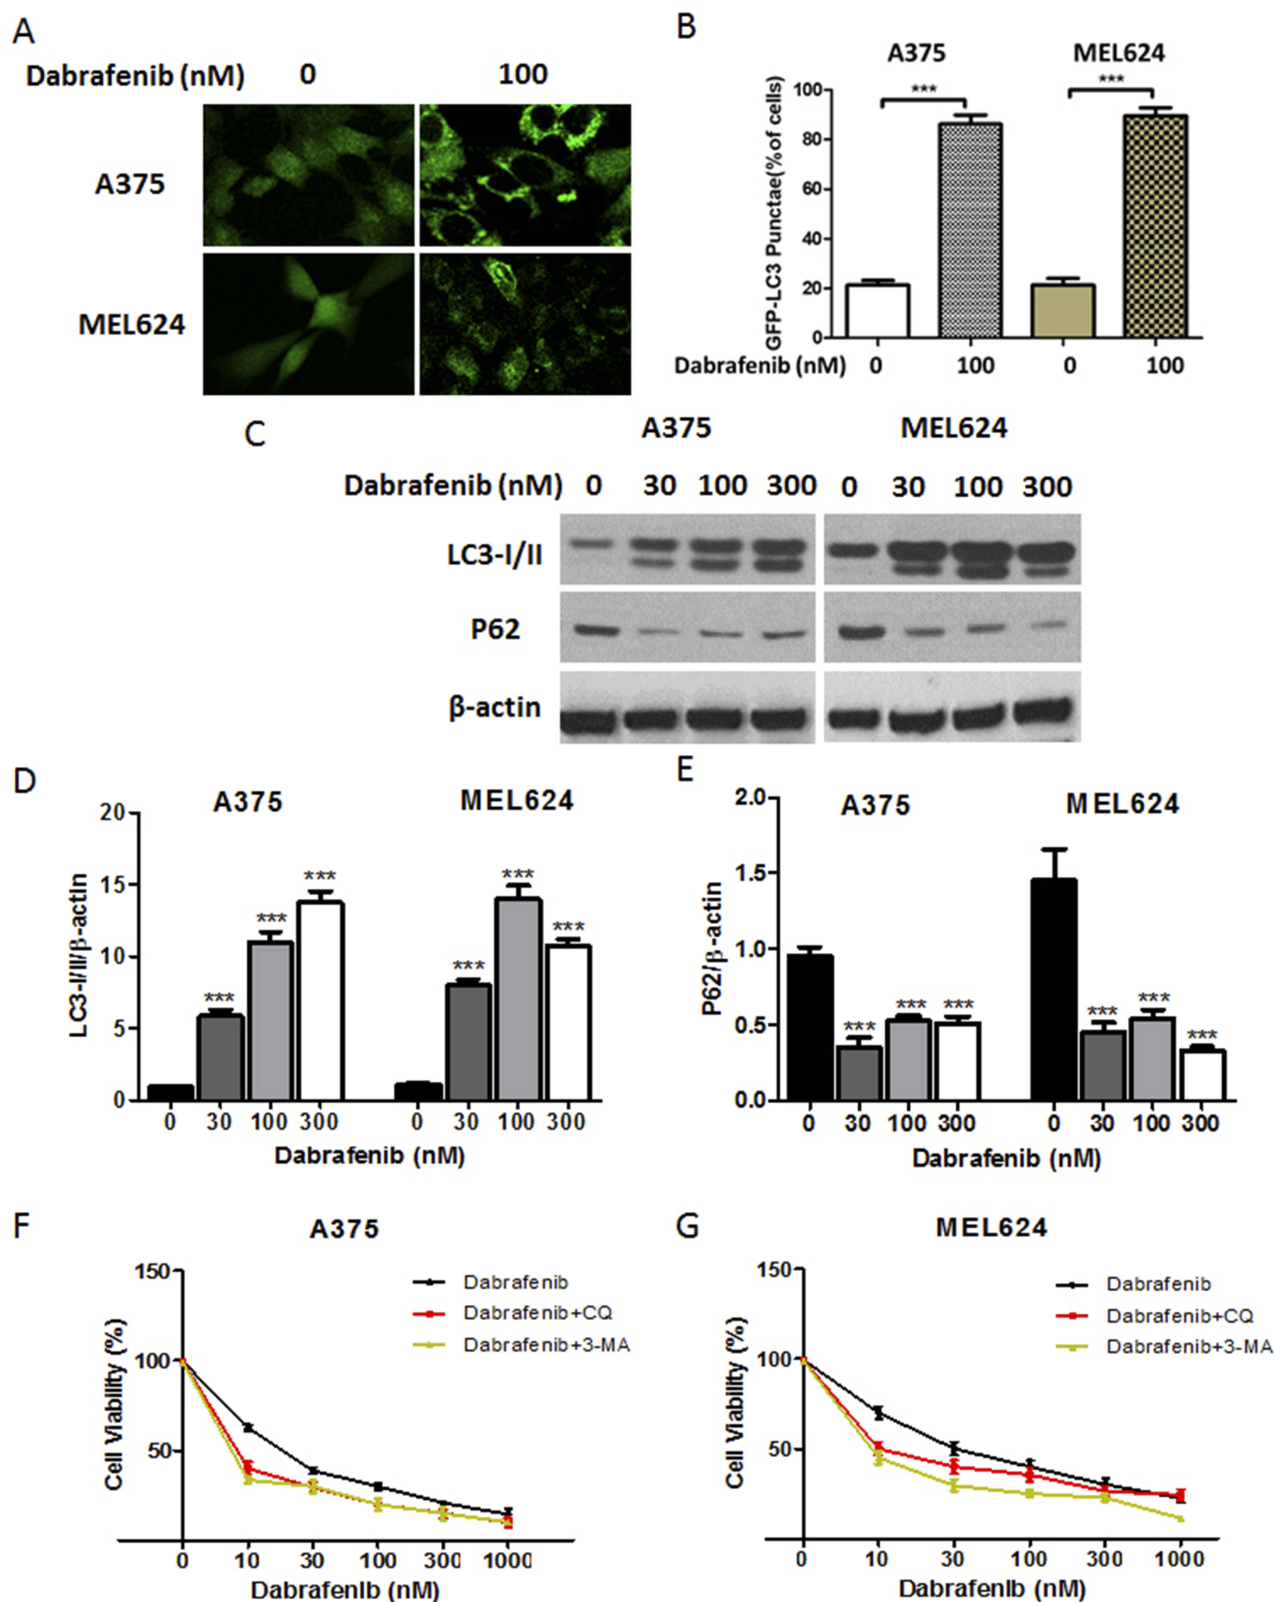 A
Dabrafenib (nM) 0 100
A375
MEL624
B
A375 MEL624
*** ***
GFP-LC3 Punctae(%of cells)
100
80
60
40
20
0
Dabrafenib (nM) 0 100 0 100
C
A375 MEL624
Dabrafenib (nM) 0 30 100 300 0 30 100 300
LC3-I/II
P62
β-actin
D
A375 MEL624
LC3-I/II/β-actin
20
15
10
5
0
*** *** *** *** *** ***
0 30 100 300 0 30 100 300
Dabrafenib (nM)
E
A375 MEL624
P62/β-actin
2.0
1.5
1.0
0.5
0.0
*** *** *** *** *** ***
0 30 100 300 0 30 100 300
Dabrafenib (nM)
F
A375
Cell Viability (%)
150
100
50
Dabrafenib
Dabrafenib+CQ
Dabrafenib+3-MA
0 10 30 100 300 1000
Dabrafenib (nM)
G
MEL624
Cell Viability (%)
150
100
50
Dabrafenib
Dabrafenib+CQ
Dabrafenib+3-MA
0 10 30 100 300 1000
Dabrafenib (nM)